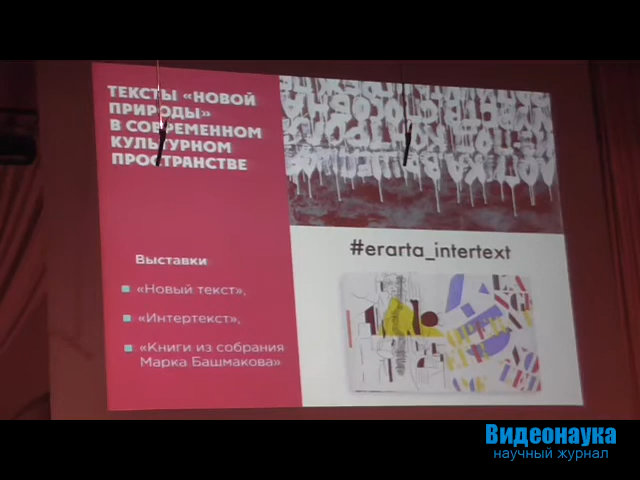 ТЕКСТЫ «НОВОЙ
ПРИРОДЫ»
В СОВРЕМЕННОМ
КУЛЬТУРНОМ
ПРОСТРАНСТВЕ
Выставки
«Новый текст»,
«Интертекст»,
«Книги из собрания
Марка Башмакова»
#erarta_intertext
Видеонаука
научный журнал